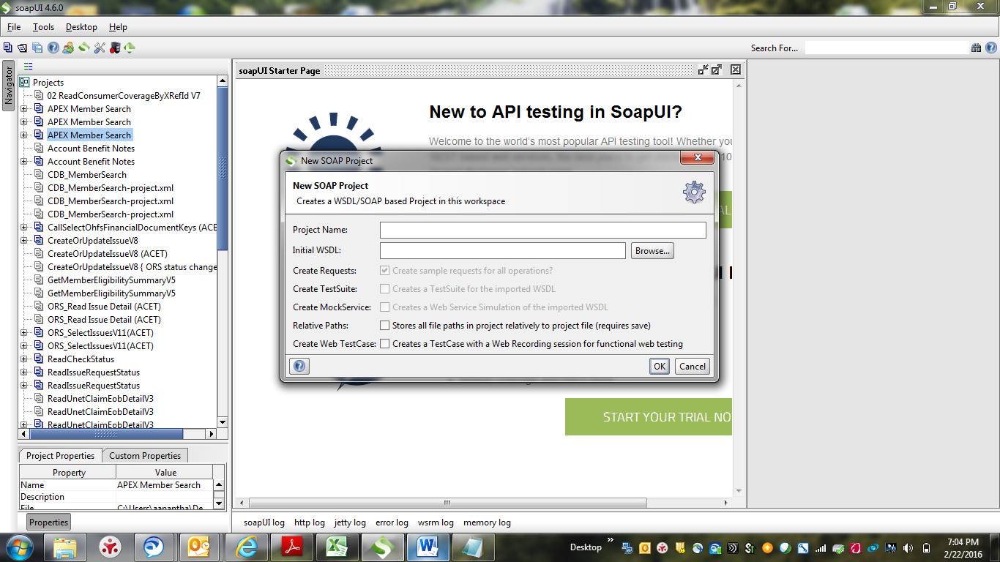 soapUI 4.6.0
File Tools Desktop Help
Search For...
Navigator
Projects
02 ReadConsumerCoverageByXRefId V7
APEX Member Search
APEX Member Search
APEX Member Search
Account Benefit Notes
Account Benefit Notes
CDB_MemberSearch
CDB_MemberSearch-project.xml
CDB_MemberSearch-project.xml
CDB_MemberSearch-project.xml
CallSelectOhfsFinancialDocumentKeys (ACE
CreateOrUpdateIssueV8
CreateOrUpdateIssueV8 (ACET)
CreateOrUpdateIssueV8 { ORS status change
GetMemberEligibilitySummaryV5
GetMemberEligibilitySummaryV5
ORS_Read Issue Detail (ACET)
ORS_Read Issue Detail (ACET)
ORS_SelectIssuesV11(ACET)
ORS_SelectIssuesV11(ACET)
ReadCheckStatus
ReadIssueRequestStatus
ReadIssueRequestStatus
ReadUnetClaimEobDetailV3
ReadUnetClaimEobDetailV3
ReadUnetClaimEobDetailV3
Project Properties Custom Properties
Property Value
Name APEX Member Search
Description
File C:\Users\aanantha\De
Properties
soapUI Starter Page
New to API testing in SoapUI?
Welcome to the world's most popular API testing tool! Whether you
New SOAP Project
New SOAP Project
Creates a WSDL/SOAP based Project in this workspace
Project Name:
Initial WSDL: Browse...
Create Requests: Create sample requests for all operations?
Create TestSuite: Creates a TestSuite for the imported WSDL
Create MockService: Creates a Web Service Simulation of the imported WSDL
Relative Paths: Stores all file paths in project relatively to project file (requires save)
Create Web TestCase: Creates a TestCase with a Web Recording session for functional web testing
OK Cancel
START YOUR TRIAL NO
soapUI log http log jetty log error log wsrm log memory log
Desktop
7:04 PM
2/22/2016